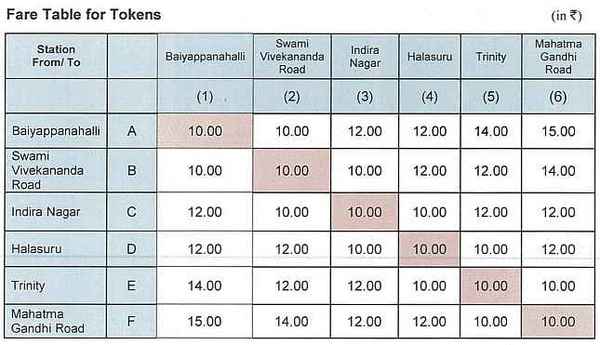 Fare Table for Tokens (in ₹)
Station From/ To Baiyappanahalli Swami Vivekananda Road Indira Nagar Halasuru Trinity Mahatma Gandhi Road
(1) (2) (3) (4) (5) (6)
Baiyappanahalli A 10.00 10.00 12.00 12.00 14.00 15.00
Swami Vivekananda Road B 10.00 10.00 10.00 12.00 12.00 14.00
Indira Nagar C 12.00 10.00 10.00 10.00 12.00 12.00
Halasuru D 12.00 12.00 10.00 10.00 10.00 12.00
Trinity E 14.00 12.00 12.00 10.00 10.00 10.00
Mahatma Gandhi Road F 15.00 14.00 12.00 12.00 10.00 10.00